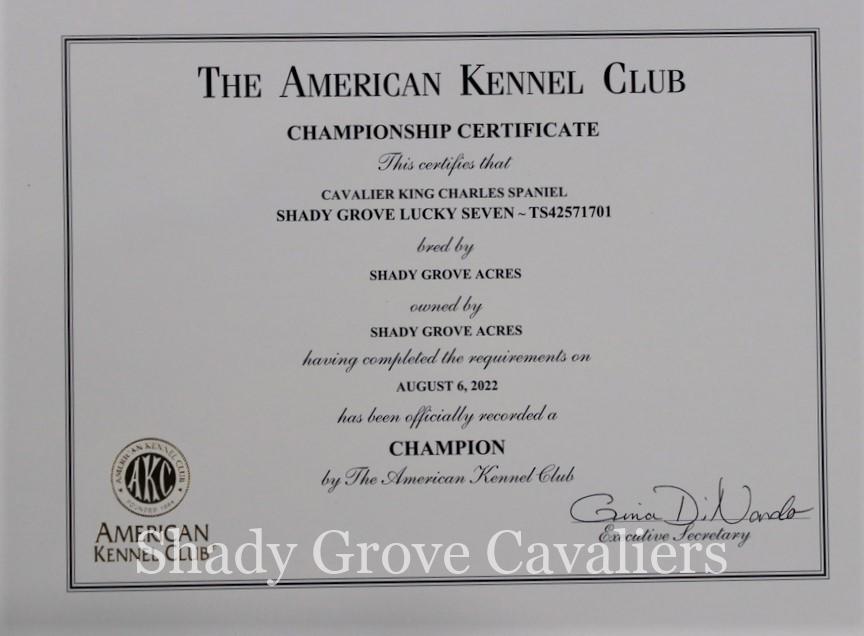 THE AMERICAN KENNEL CLUB
CHAMPIONSHIP CERTIFICATE
This certifies that
CAVALIER KING CHARLES SPANIEL
SHADY GROVE LUCKY SEVEN ~ TS42571701
bred by
SHADY GROVE ACRES
owned by
SHADY GROVE ACRES
having completed the requirements on
AUGUST 6, 2022
has been officially recorded a
CHAMPION
by The American Kennel Club
AMERICAN KENNEL CLUB
AKC
FOUNDED 1884
Gina DiNardo
Executive Secretary
AMERICAN
KENNEL CLUB®
Shady Grove Cavaliers